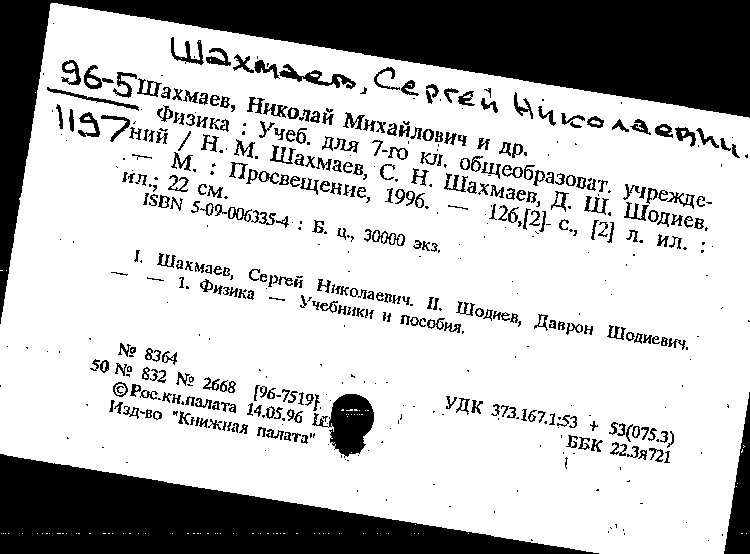 Шахмаев, Сергей Николаевич.
96-5
1197
Шахмаев, Николай Михайлович и др.
Физика : Учеб. для 7-го кл. общеобразоват. учрежде-
ний / Н. М. Шахмаев, С. Н. Шахмаев, Д. Ш. Шодиев.
— М. : Просвещение, 1996. — 126,[2] с., [2] л. ил. :
ил.; 22 см.
ISBN 5-09-006335-4 : Б. ц., 30000 экз.
I. Шахмаев, Сергей Николаевич. II. Шодиев, Даврон Шодиевич.
— — 1. Физика — Учебники и пособия.
№ 8364
50 № 832 № 2668 [96-7519]
©Рос.кн.палата 14.05.96
Изд-во "Книжная палата"
УДК 373.167.1:53 + 53(075.3)
ББК 22.3я721